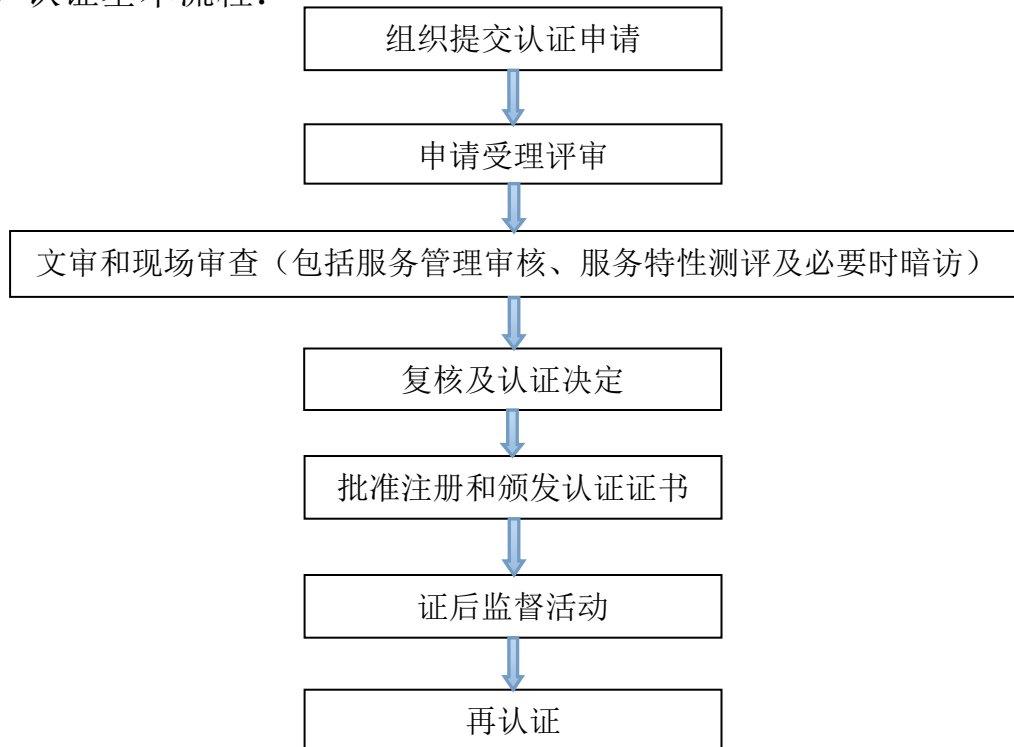 认证基本流程：
组织提交认证申请
申请受理评审
文审和现场审查（包括服务管理审核、服务特性测评及必要时暗访）
复核及认证决定
批准注册和颁发认证证书
证后监督活动
再认证